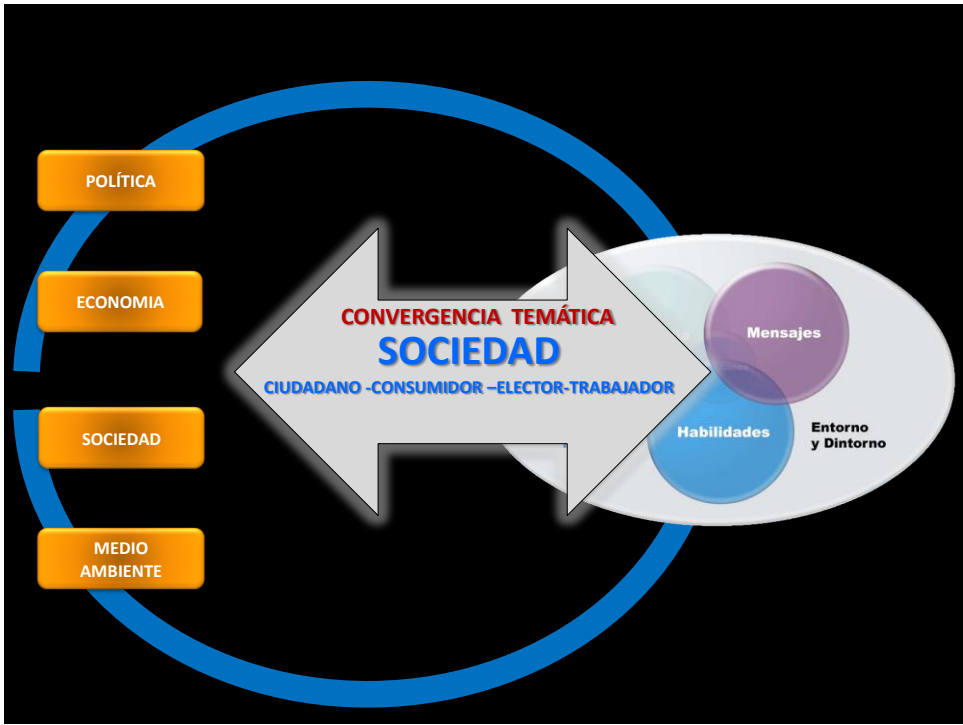 POLÍTICA
ECONOMIA
SOCIEDAD
MEDIO
AMBIENTE
CONVERGENCIA TEMÁTICA
SOCIEDAD
CIUDADANO -CONSUMIDOR –ELECTOR-TRABAJADOR
Mensajes
Habilidades
Entorno
y Dintorno